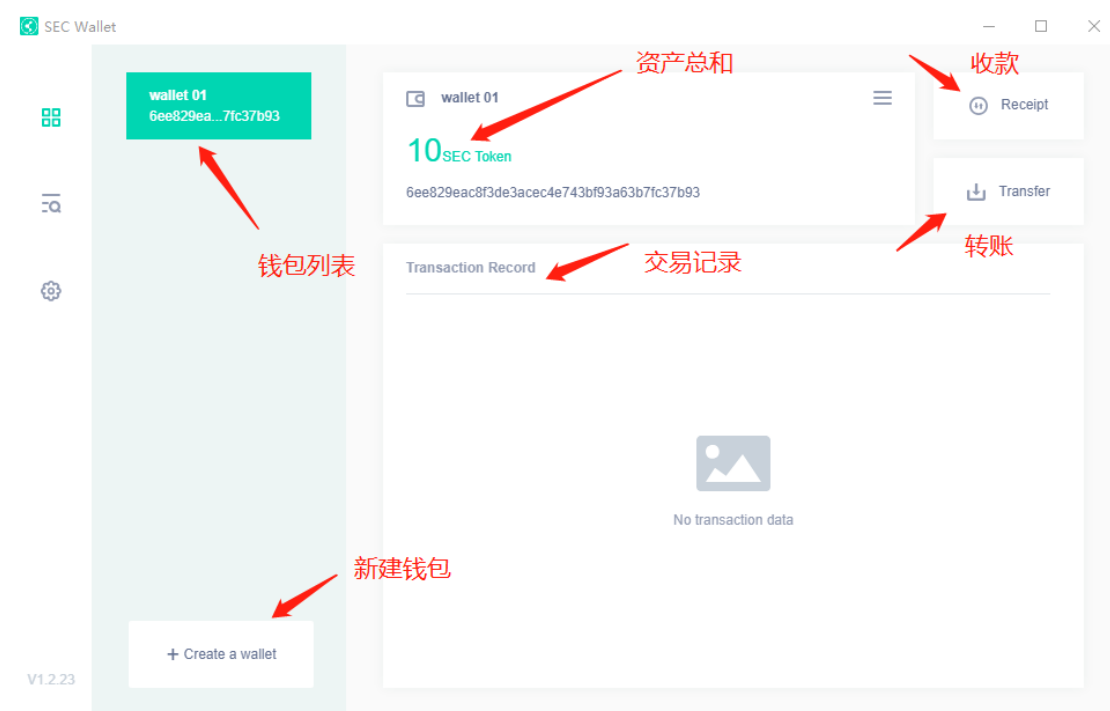 SEC Wallet
资产总和
收款
wallet 01
6ee829ea...7fc37b93
wallet 01
10 SEC Token
6ee829eac8f3de3acec4e743bf93a63b7fc37b93
Receipt
Transfer
转账
钱包列表
Transaction Record
交易记录
No transaction data
新建钱包
+ Create a wallet
V1.2.23